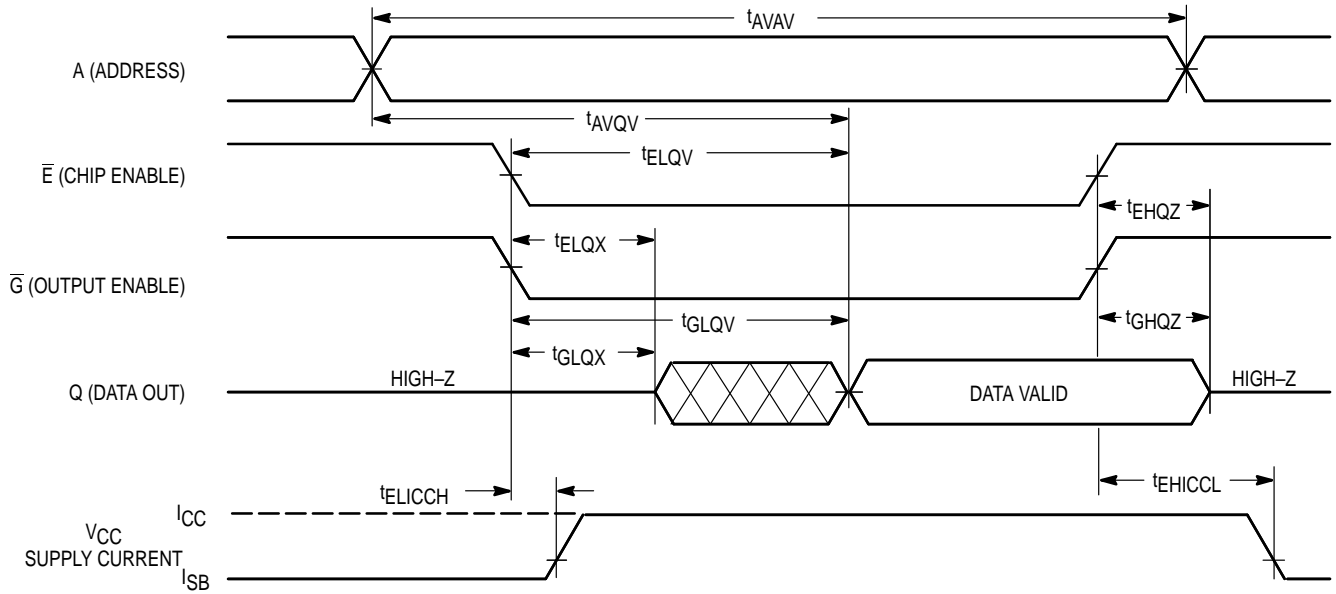 tAVAV
A (ADDRESS)
tAVQV
tELQV
E̅ (CHIP ENABLE)
tEHQZ
tELQX
G̅ (OUTPUT ENABLE)
tGLQV
tGHQZ
tGLQX
Q (DATA OUT)
HIGH–Z
DATA VALID
HIGH–Z
tELICCH
tEHICCL
ICC
VCC
SUPPLY CURRENT
ISB